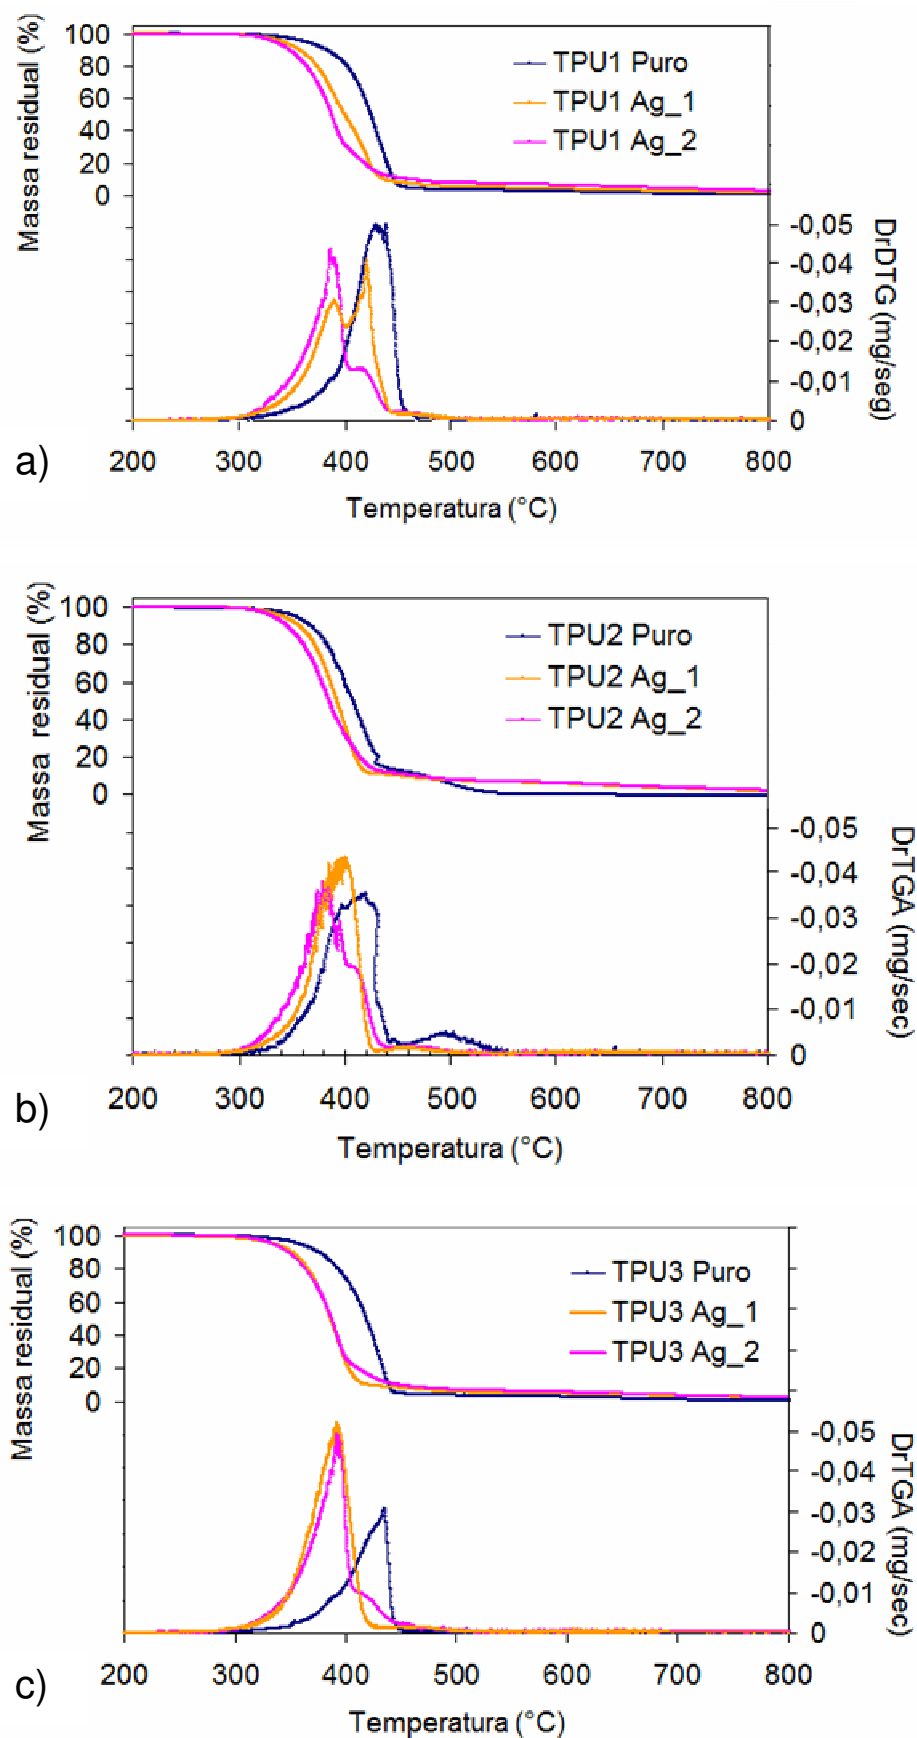 Massa residual (%)
100
80
60
40
20
0
TPU1 Puro
TPU1 Ag_1
TPU1 Ag_2
-0,05
-0,04
-0,03
-0,02
-0,01
0
DrDTG (mg/seg)
200 300 400 500 600 700 800
Temperatura (°C)
a)
Massa residual (%)
100
80
60
40
20
0
TPU2 Puro
TPU2 Ag_1
TPU2 Ag_2
-0,05
-0,04
-0,03
-0,02
-0,01
0
DrTGA (mg/sec)
200 300 400 500 600 700 800
Temperatura (°C)
b)
Massa residual (%)
100
80
60
40
20
0
TPU3 Puro
TPU3 Ag_1
TPU3 Ag_2
-0,05
-0,04
-0,03
-0,02
-0,01
0
DrTGA (mg/sec)
200 300 400 500 600 700 800
Temperatura (°C)
c)